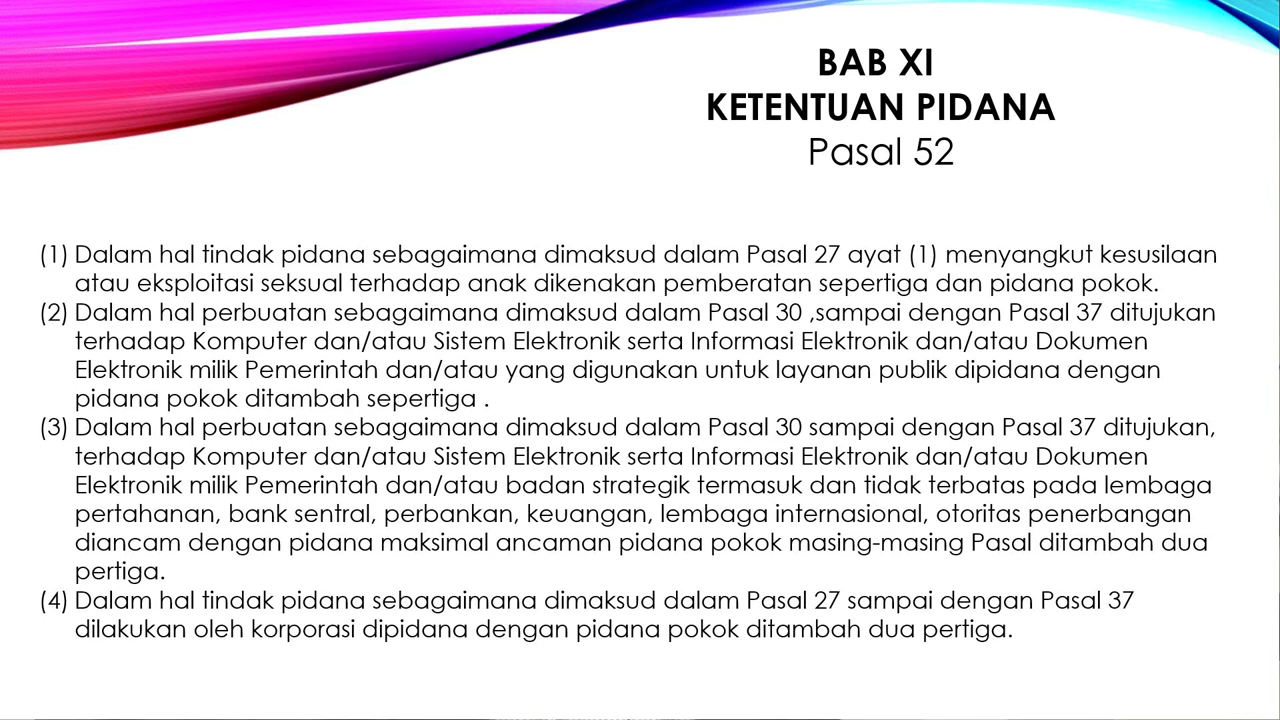 BAB XI
KETENTUAN PIDANA
Pasal 52
(1) Dalam hal tindak pidana sebagaimana dimaksud dalam Pasal 27 ayat (1) menyangkut kesusilaan
atau eksploitasi seksual terhadap anak dikenakan pemberatan sepertiga dan pidana pokok.
(2) Dalam hal perbuatan sebagaimana dimaksud dalam Pasal 30 ,sampai dengan Pasal 37 ditujukan
terhadap Komputer dan/atau Sistem Elektronik serta Informasi Elektronik dan/atau Dokumen
Elektronik milik Pemerintah dan/atau yang digunakan untuk layanan publik dipidana dengan
pidana pokok ditambah sepertiga .
(3) Dalam hal perbuatan sebagaimana dimaksud dalam Pasal 30 sampai dengan Pasal 37 ditujukan,
terhadap Komputer dan/atau Sistem Elektronik serta Informasi Elektronik dan/atau Dokumen
Elektronik milik Pemerintah dan/atau badan strategik termasuk dan tidak terbatas pada lembaga
pertahanan, bank sentral, perbankan, keuangan, lembaga internasional, otoritas penerbangan
diancam dengan pidana maksimal ancaman pidana pokok masing-masing Pasal ditambah dua
pertiga.
(4) Dalam hal tindak pidana sebagaimana dimaksud dalam Pasal 27 sampai dengan Pasal 37
dilakukan oleh korporasi dipidana dengan pidana pokok ditambah dua pertiga.